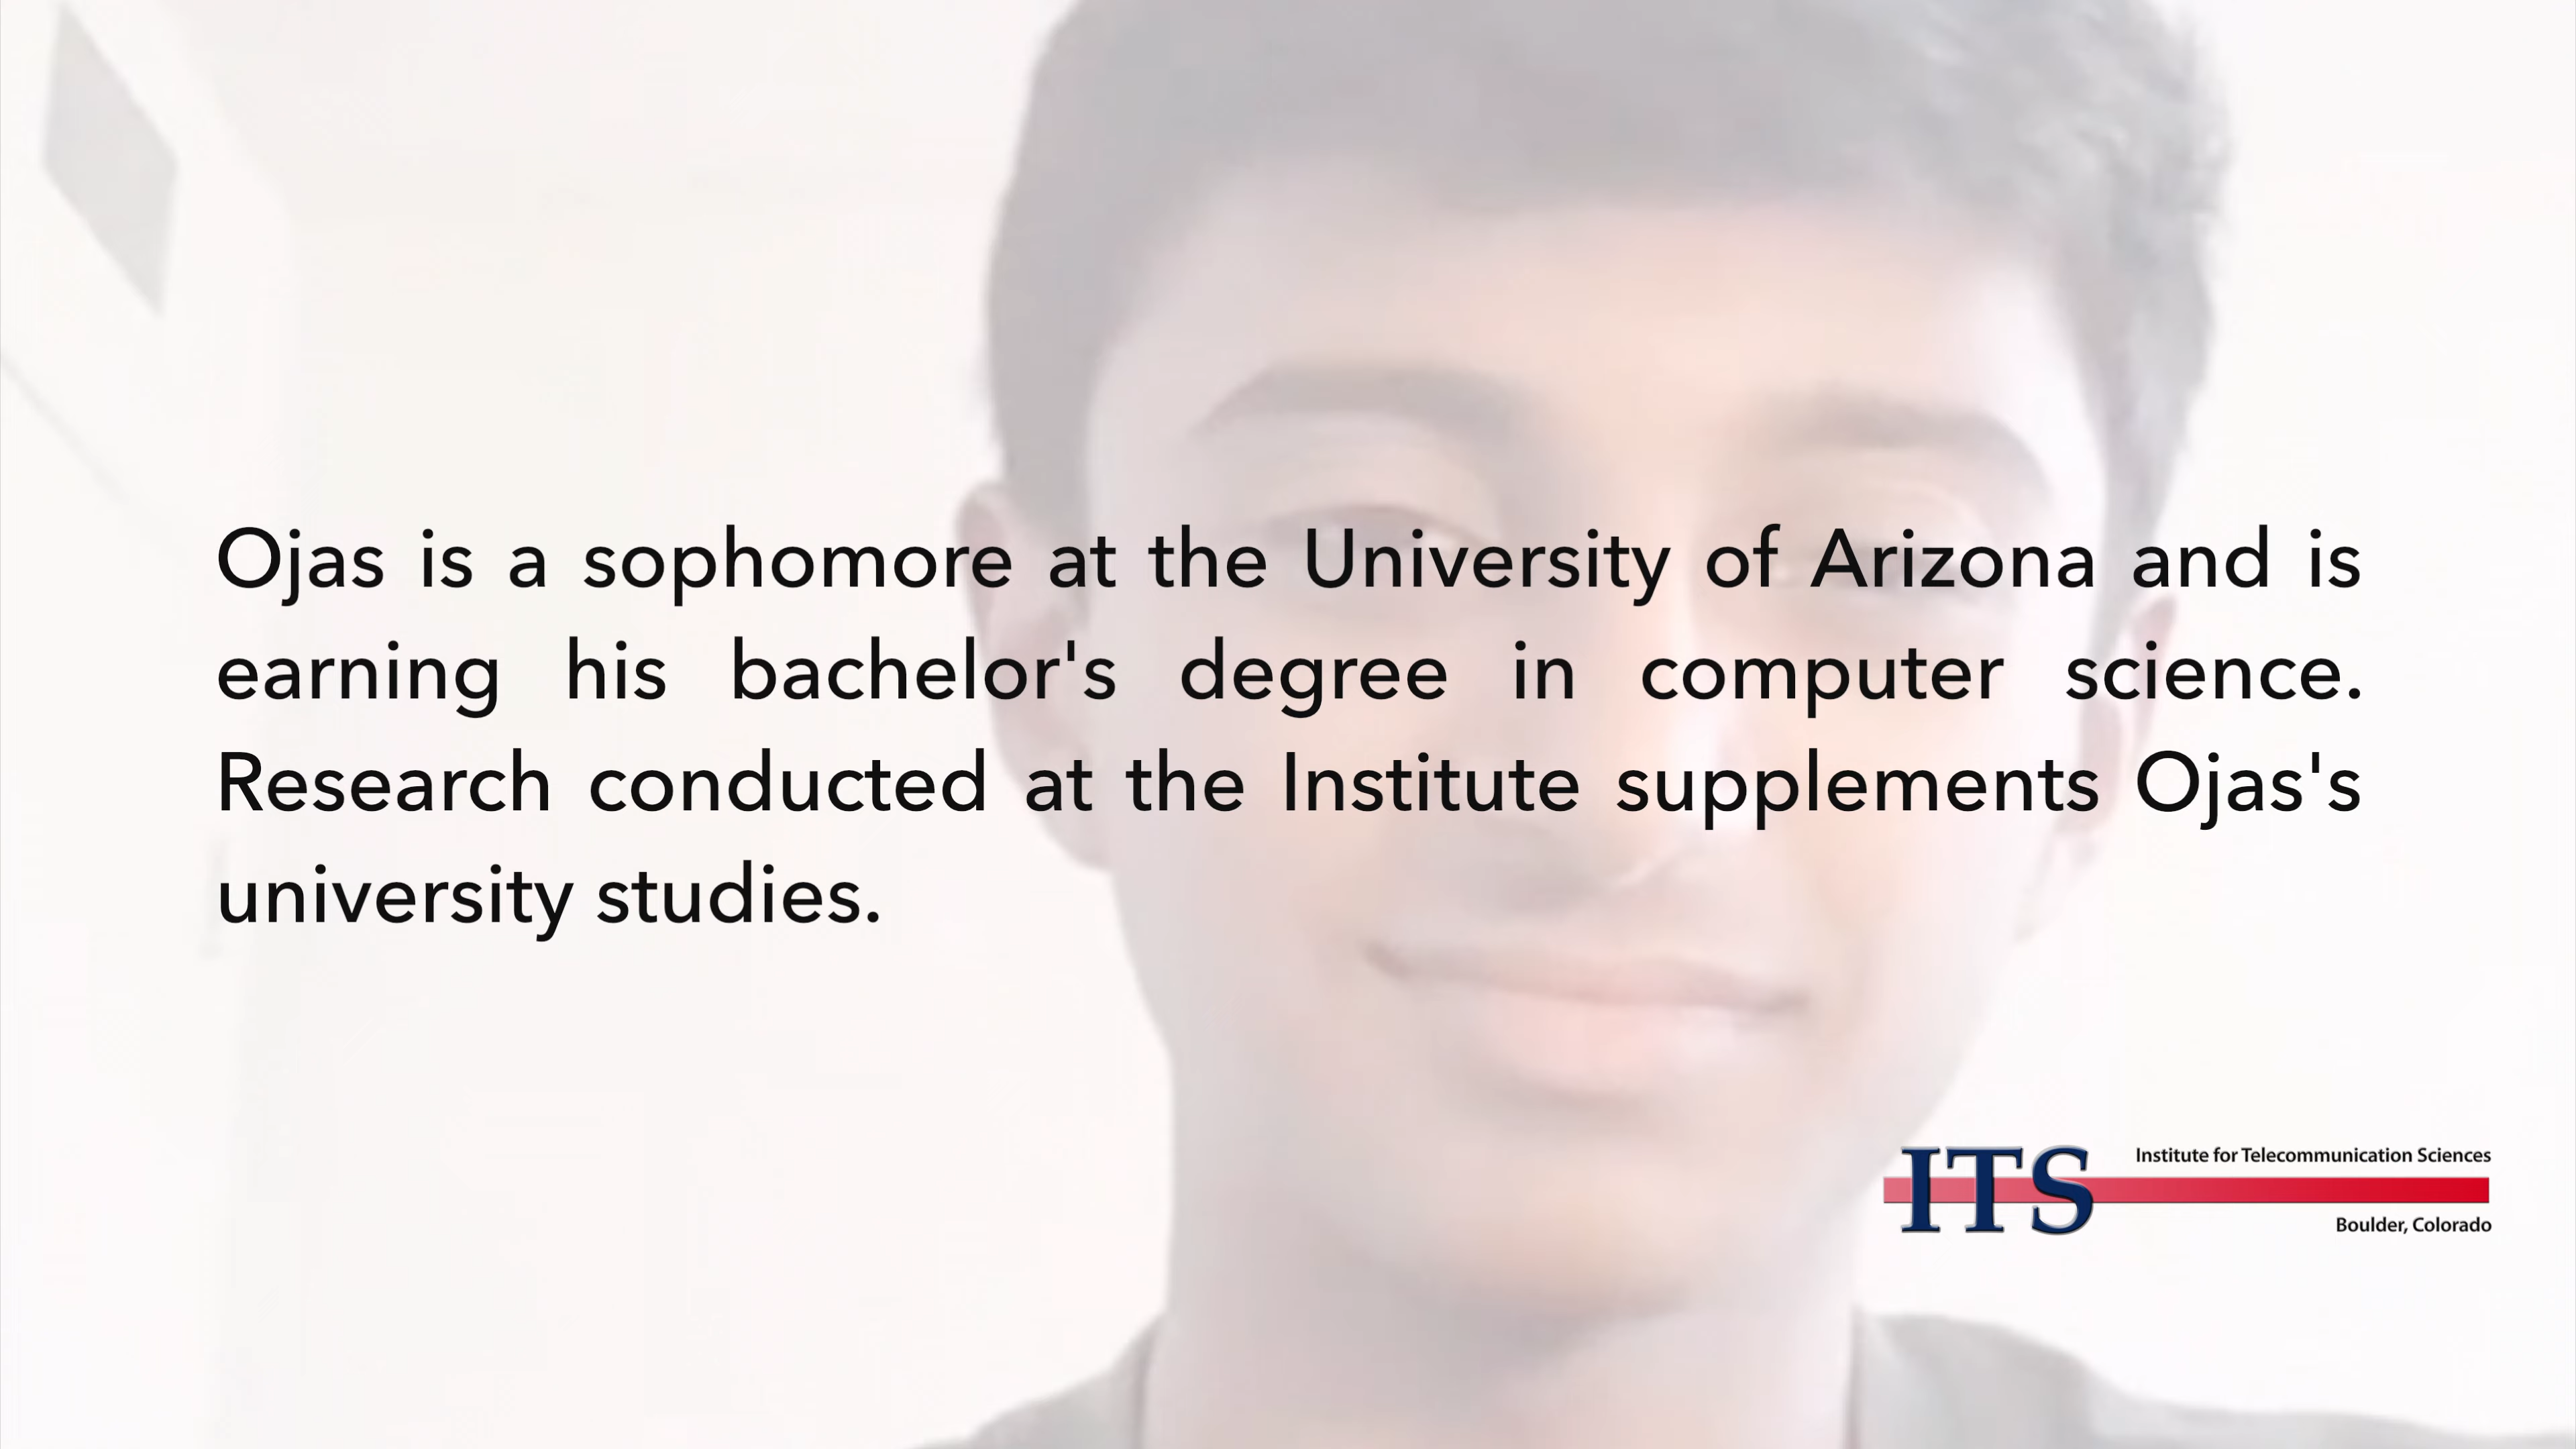 Ojas is a sophomore at the University of Arizona and is
earning his bachelor's degree in computer science.
Research conducted at the Institute supplements Ojas's
university studies.
ITS
Institute for Telecommunication Sciences
Boulder, Colorado